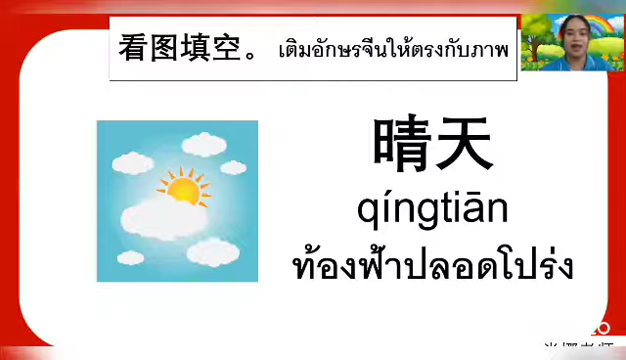 看图填空。 เติมอักษรจีนให้ตรงกับภาพ
晴天
qíngtiān
ท้องฟ้าปลอดโปร่ง